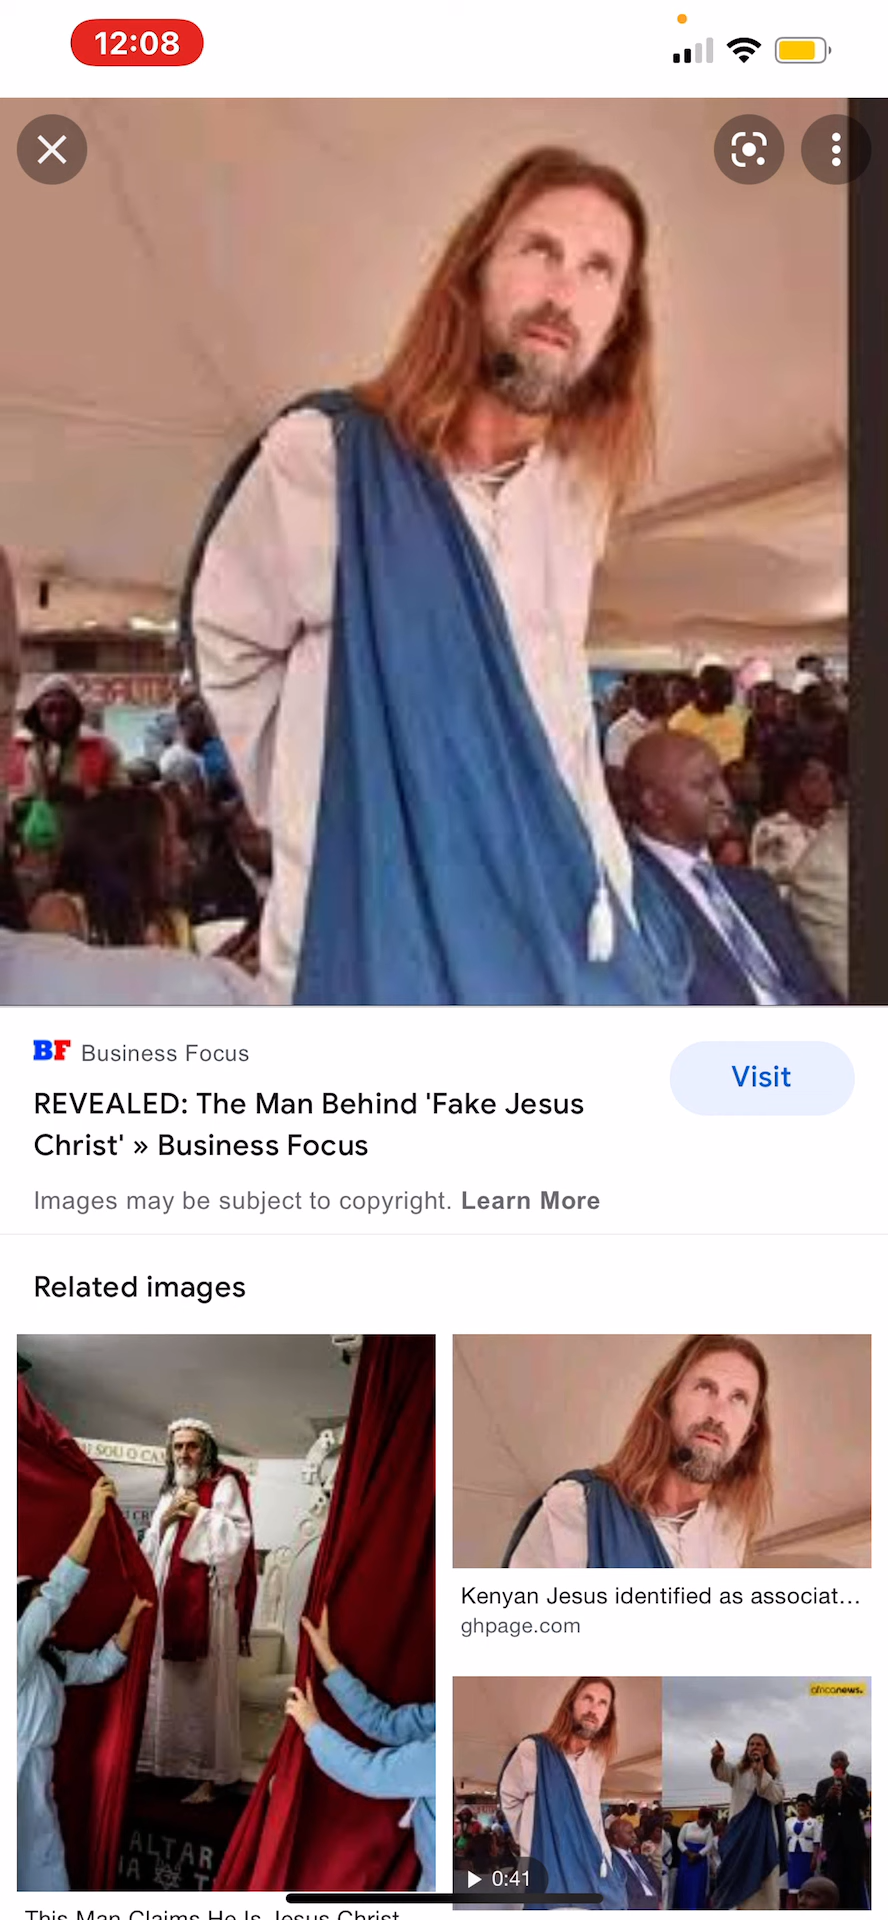 12:08
BF Business Focus
Visit
REVEALED: The Man Behind 'Fake Jesus
Christ' » Business Focus
Images may be subject to copyright. Learn More
Related images
SOU O CA
ALTAR
Kenyan Jesus identified as associat...
ghpage.com
africanews.
0:41
This Man Claims He Is Jesus Christ